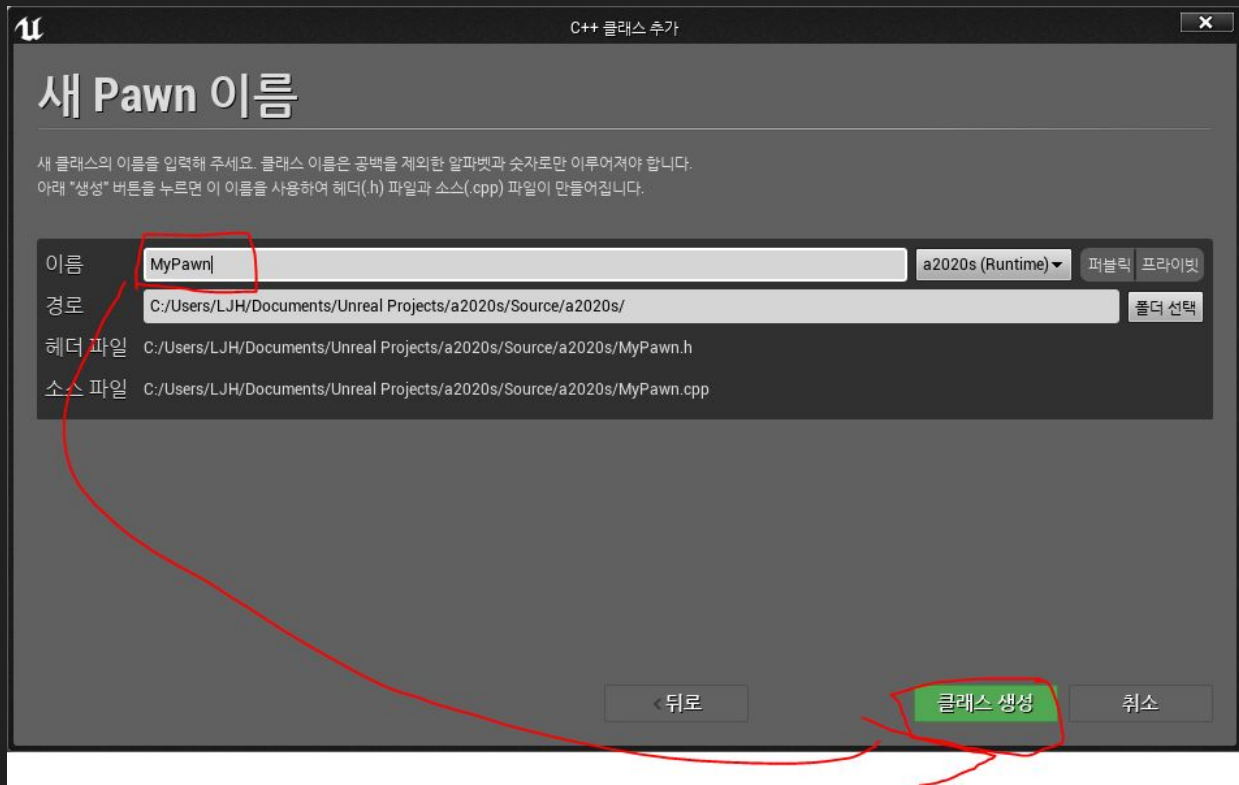 C++ 클래스 추가
새 Pawn 이름
새 클래스의 이름을 입력해 주세요. 클래스 이름은 공백을 제외한 알파벳과 숫자로만 이루어져야 합니다.
아래 "생성" 버튼을 누르면 이 이름을 사용하여 헤더(.h) 파일과 소스(.cpp) 파일이 만들어집니다.
이름 MyPawn a2020s (Runtime) 퍼블릭 프라이빗
경로 C:/Users/LJH/Documents/Unreal Projects/a2020s/Source/a2020s/ 폴더 선택
헤더 파일 C:/Users/LJH/Documents/Unreal Projects/a2020s/Source/a2020s/MyPawn.h
소스 파일 C:/Users/LJH/Documents/Unreal Projects/a2020s/Source/a2020s/MyPawn.cpp
<뒤로 클래스 생성 취소